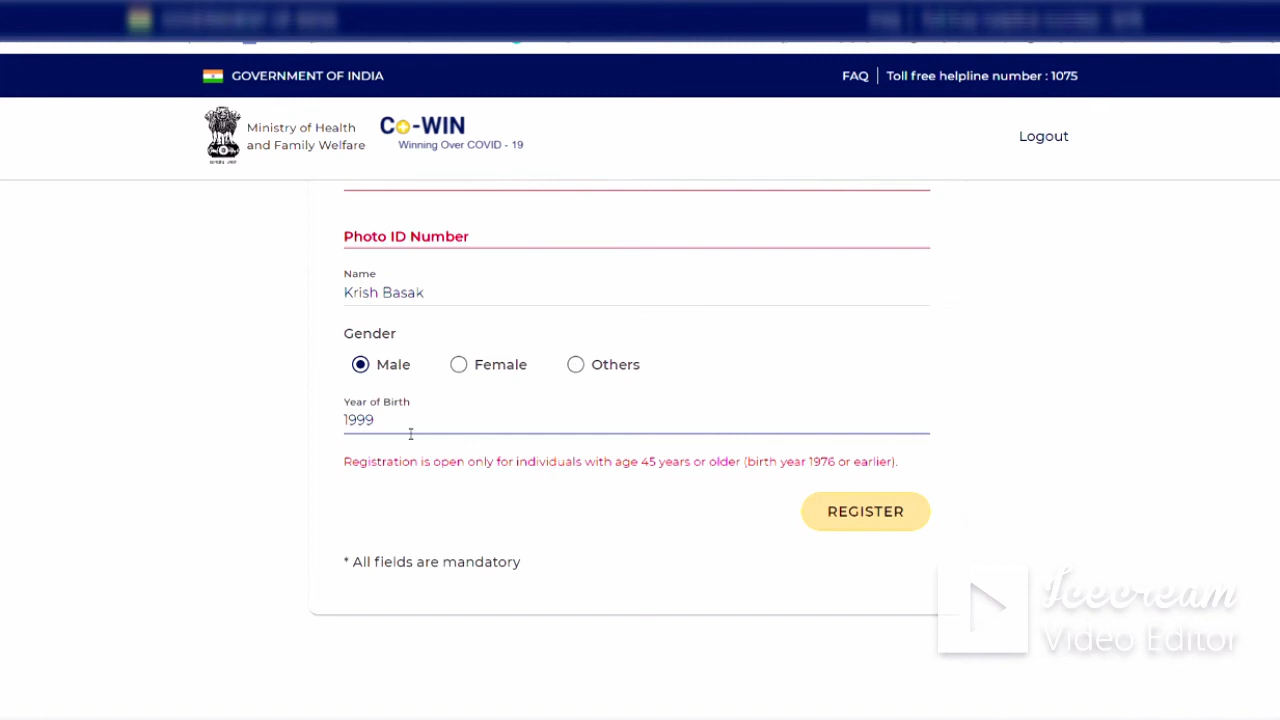 GOVERNMENT OF INDIA
FAQ Toll free helpline number : 1075
Ministry of Health
and Family Welfare
Co-WIN
Winning Over COVID - 19
Logout
Photo ID Number
Name
Krish Basak
Gender
Male Female Others
Year of Birth
1999
Registration is open only for individuals with age 45 years or older (birth year 1976 or earlier).
REGISTER
* All fields are mandatory
Icecream
Video Editor